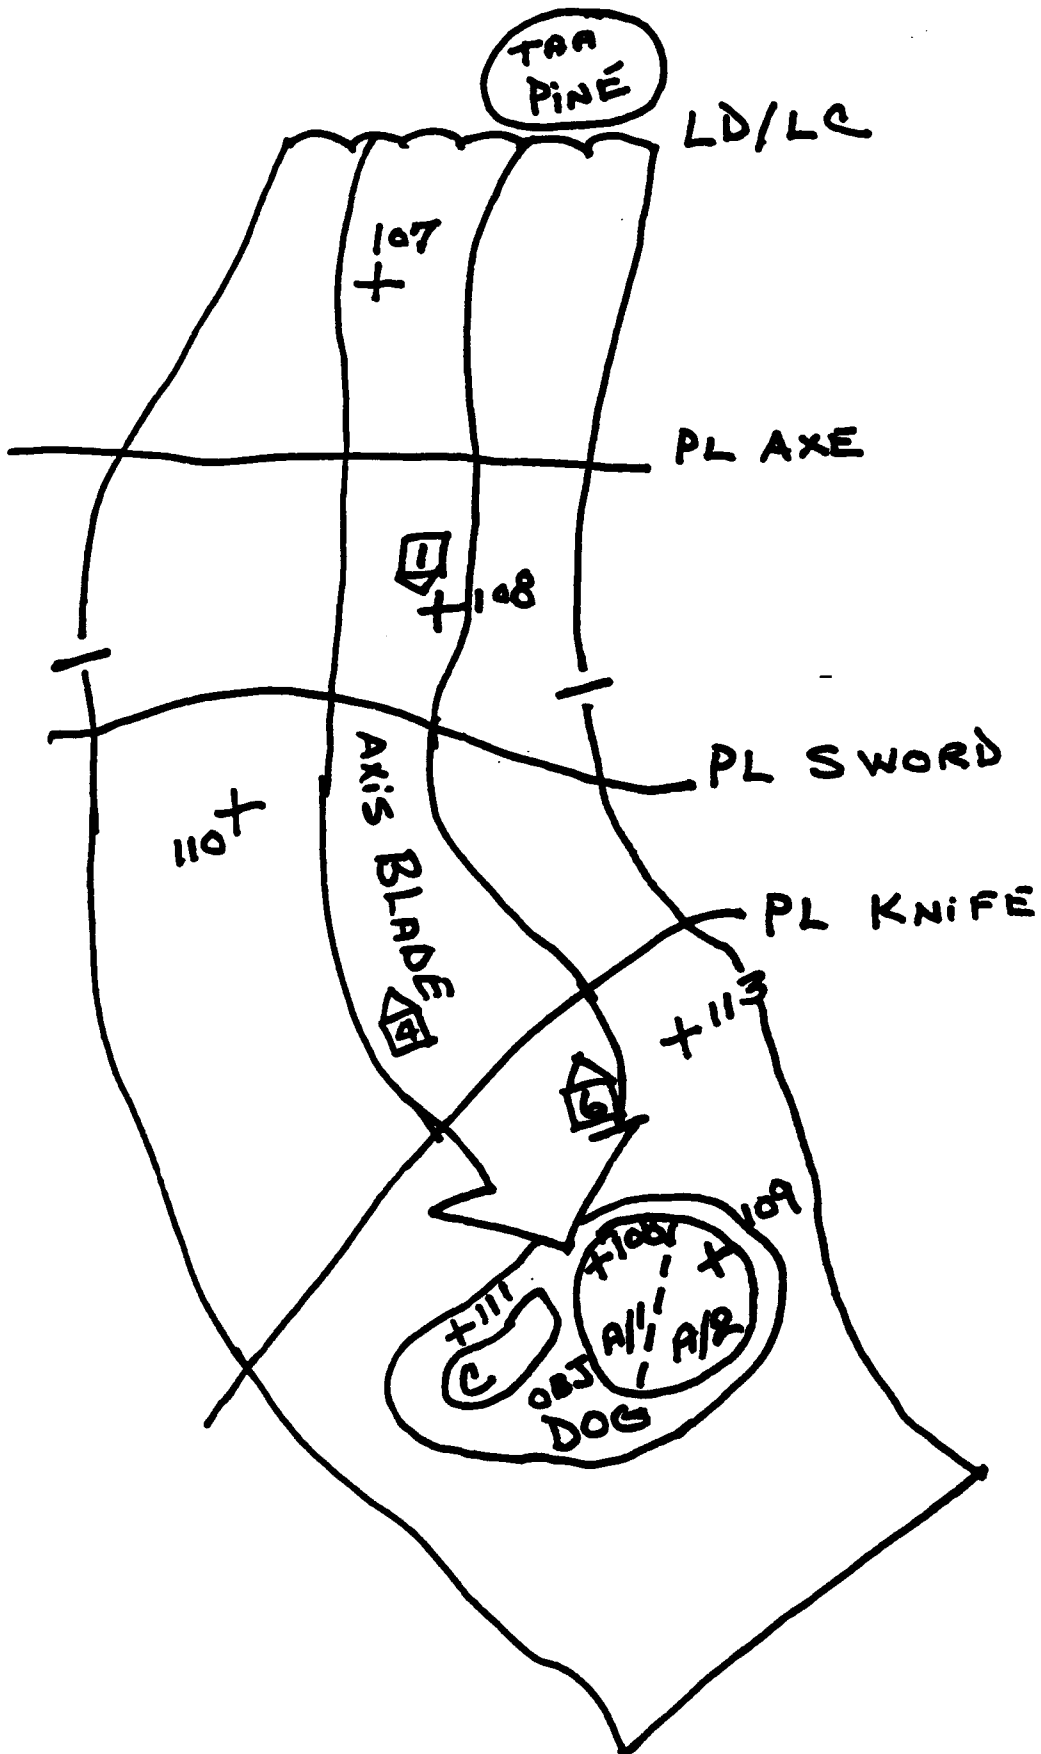 TAA
PINE
LD/LC
107
PL AXE
1
108
PL SWORD
AXIS BLADE
110
PL KNIFE
113
4
6
109
111
A/1
A/2
C
OBJ
DOG